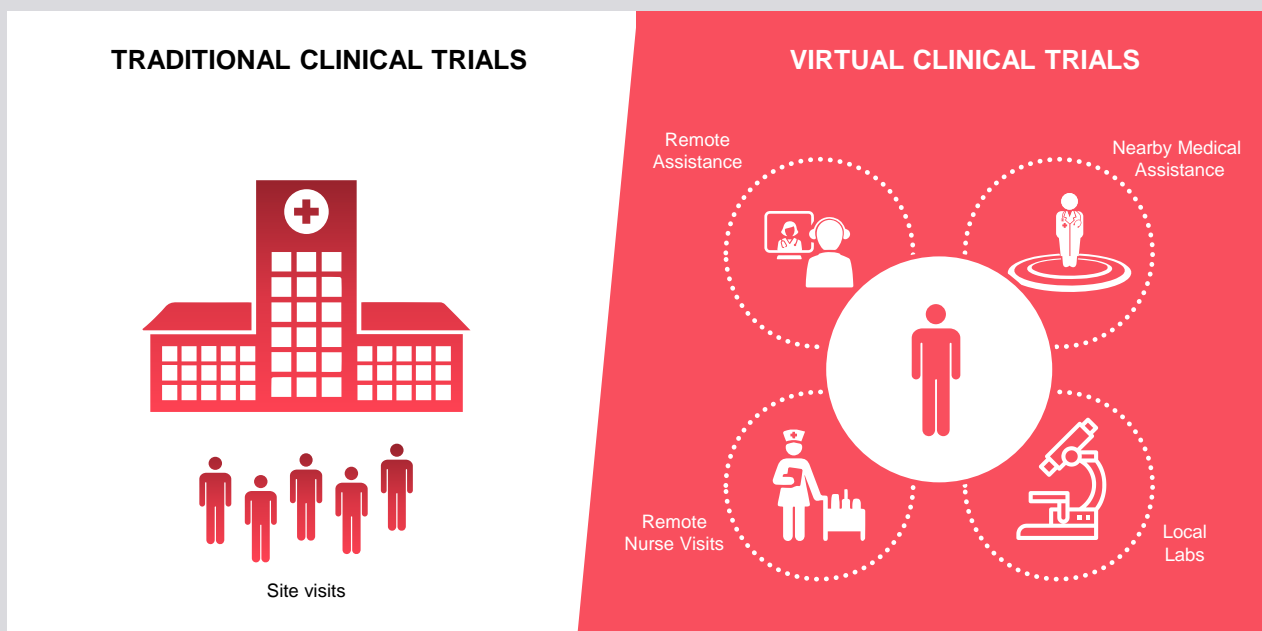 TRADITIONAL CLINICAL TRIALS
Site visits
VIRTUAL CLINICAL TRIALS
Remote
Assistance
Nearby Medical
Assistance
Remote
Nurse Visits
Local
Labs